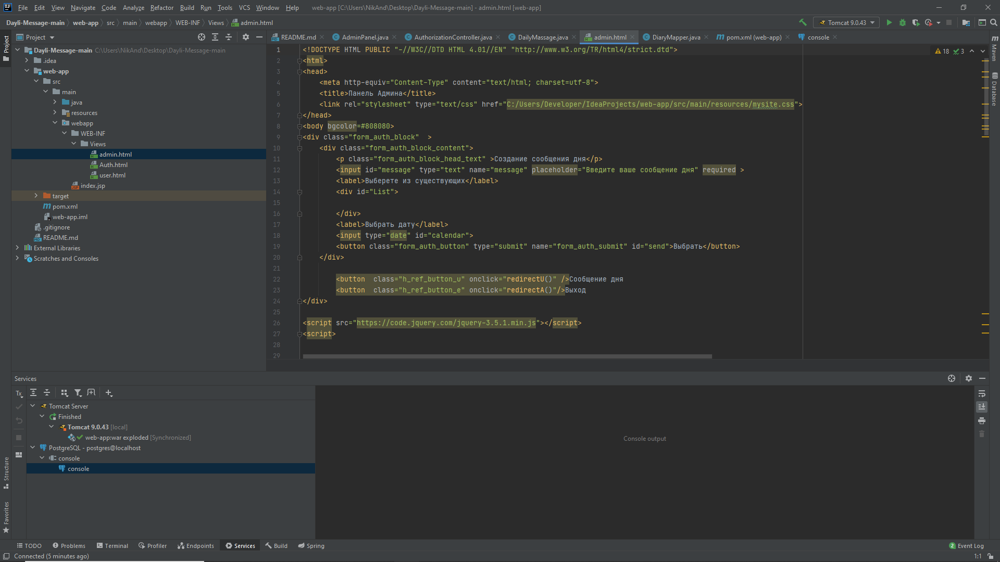 File Edit View Navigate Code Analyze Refactor Build Run Tools VCS Window Help web-app [C:\Users\NikAnd\Desktop\Dayli-Message-main] - admin.html [web-app]
Dayli-Message-main web-app src main webapp WEB-INF Views admin.html Tomcat 9.0.43
Project
README.md AdminPanel.java AuthorizationController.java DailyMassage.java admin.html DiaryMapper.java pom.xml (web-app) console
Project
Maven
Database
Structure
Favorites
Dayli-Message-main C:\Users\NikAnd\Desktop\Dayli-Message-main
.idea
web-app
src
main
java
resources
webapp
WEB-INF
Views
admin.html
Auth.html
user.html
index.jsp
target
pom.xml
web-app.iml
.gitignore
README.md
External Libraries
Scratches and Consoles
18 3
1 <!DOCTYPE HTML PUBLIC "-//W3C//DTD HTML 4.01//EN" "http://www.w3.org/TR/html4/strict.dtd">
2 <html>
3 <head>
4 <meta http-equiv="Content-Type" content="text/html; charset=utf-8">
5 <title>Панель Админа</title>
6 <link rel="stylesheet" type="text/css" href="C:/Users/Developer/IdeaProjects/web-app/src/main/resources/mysite.css">
7 </head>
8 <body bgcolor=#808080>
9 <div class="form_auth_block"  >
10 <div class="form_auth_block_content">
11 <p class="form_auth_block_head_text" >Создание сообщения дня</p>
12 <input id="message" type="text" name="message" placeholder="Введите ваше сообщение дня" required >
13 <label>Выберете из существующих</label>
14 <div id="List">
15
16 </div>
17 <label>Выбрать дату</label>
18 <input type="date" id="calendar">
19 <button class="form_auth_button" type="submit" name="form_auth_submit" id="send">Выбрать</button>
20 </div>
21
22 <button  class="h_ref_button_u" onclick="redirectU()" />Сообщение дня
23 <button  class="h_ref_button_e" onclick="redirectA()"/>Выход
24 </div>
25
26 <script src="https://code.jquery.com/jquery-3.5.1.min.js"></script>
27 <script>
28
29
Services
Tx
Tomcat Server
Finished
Tomcat 9.0.43 [local]
web-app:war exploded [Synchronized]
PostgreSQL - postgres@localhost
console
console
Console output
TODO Problems Terminal Profiler Endpoints Services Build Spring 2 Event Log
Connected (5 minutes ago) 1:1